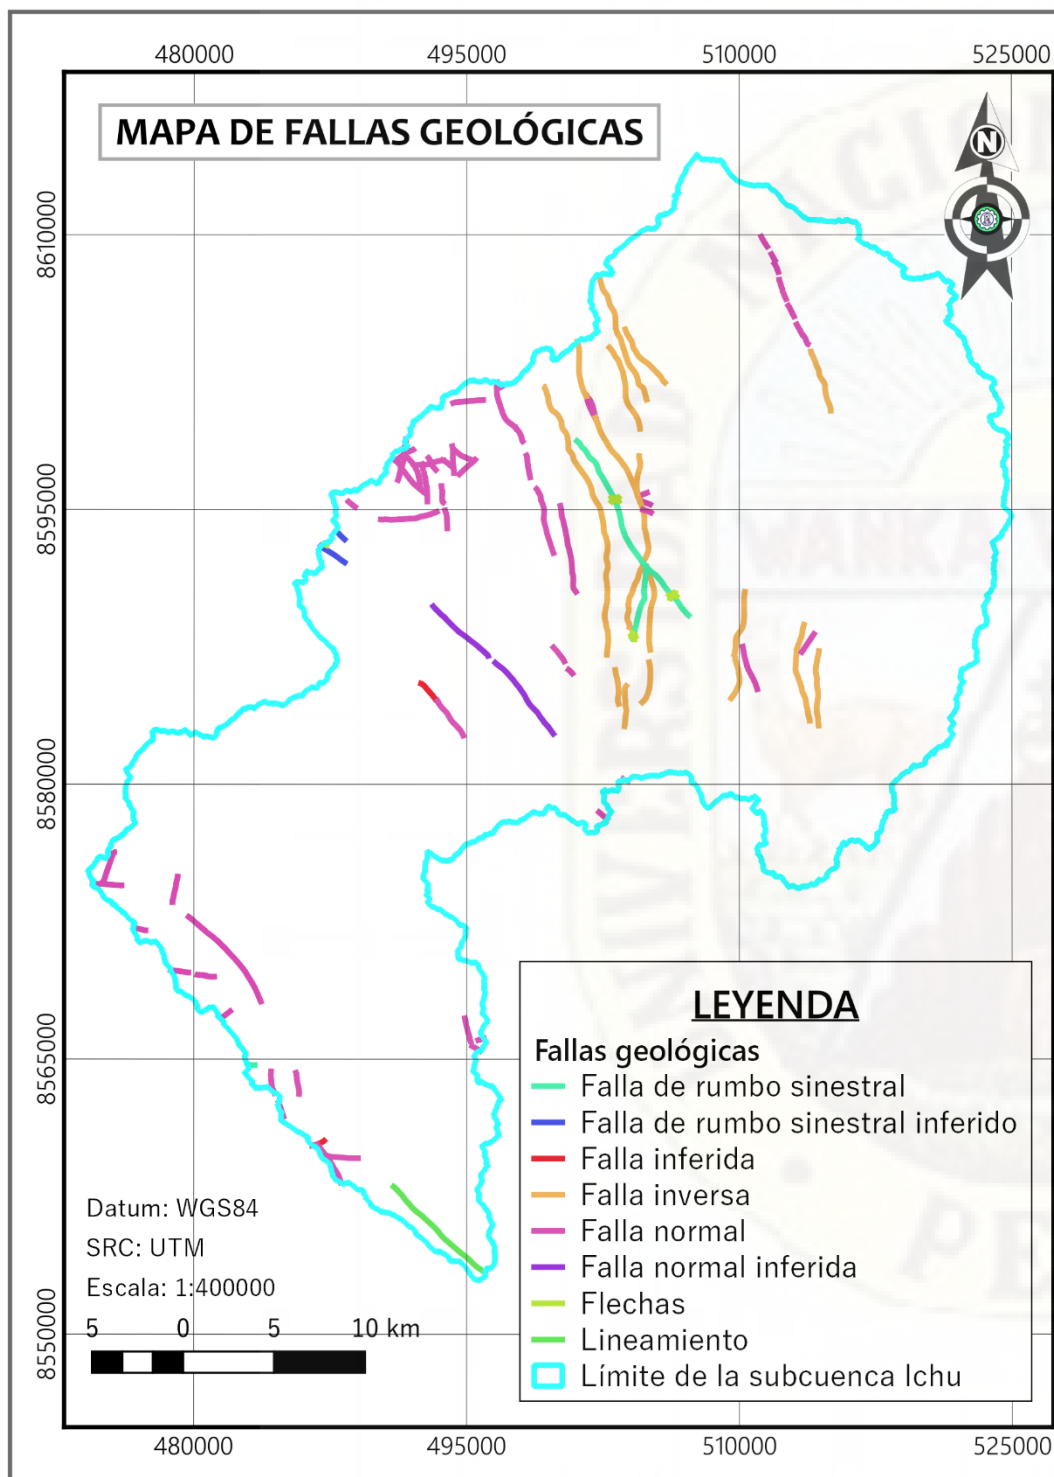 480000 495000 510000 525000
MAPA DE FALLAS GEOLÓGICAS
N
8610000
8595000
8580000
8565000
8550000
LEYENDA
Fallas geológicas
Falla de rumbo sinestral
Falla de rumbo sinestral inferido
Falla inferida
Falla inversa
Falla normal
Falla normal inferida
Flechas
Lineamiento
Límite de la subcuenca Ichu
Datum: WGS84
SRC: UTM
Escala: 1:400000
5 0 5 10 km
480000 495000 510000 525000